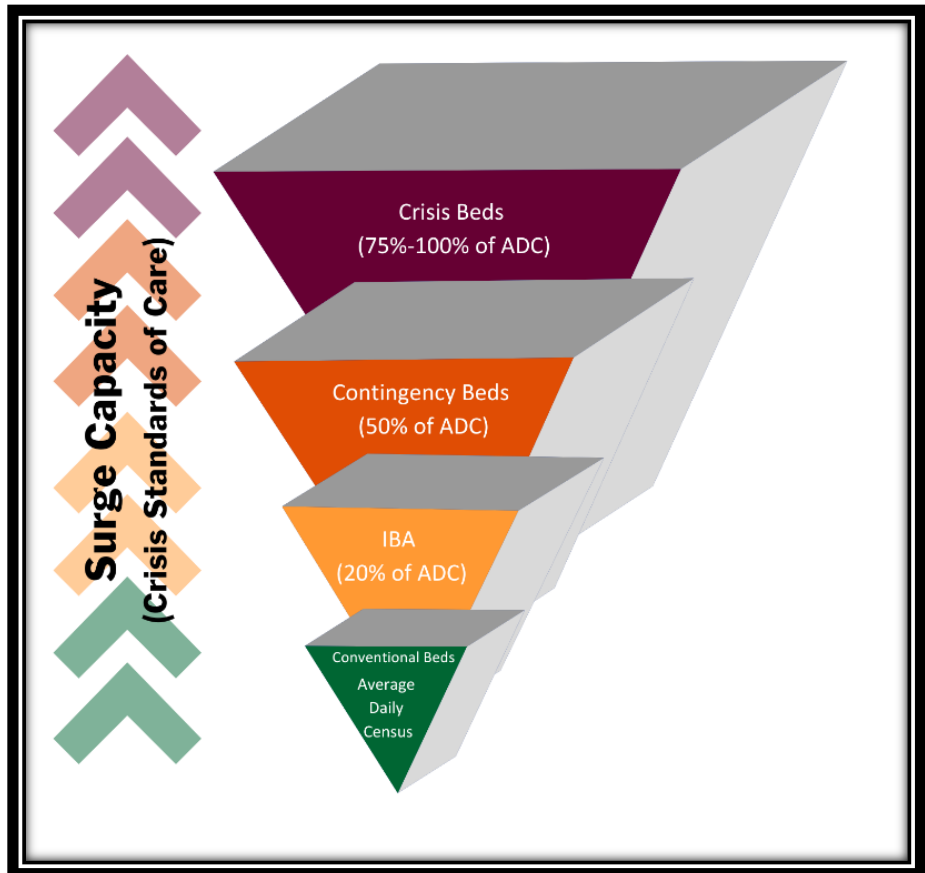 Surge Capacity
(Crisis Standards of Care)
Crisis Beds
(75%-100% of ADC)
Contingency Beds
(50% of ADC)
IBA
(20% of ADC)
Conventional Beds
Average
Daily
Census